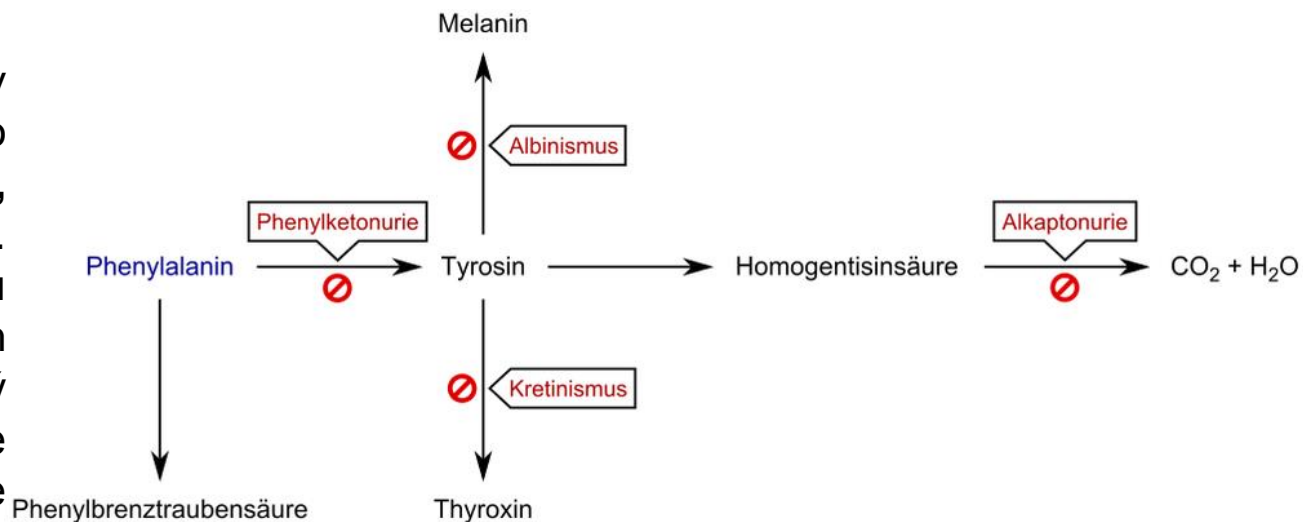 Melanin
Albinismus
Phenylketonurie
Alkaptonurie
Phenylalanin
Tyrosin
Homogentisinsäure
CO₂ + H₂O
Kretinismus
Phenylbrenztraubensäure
Thyroxin